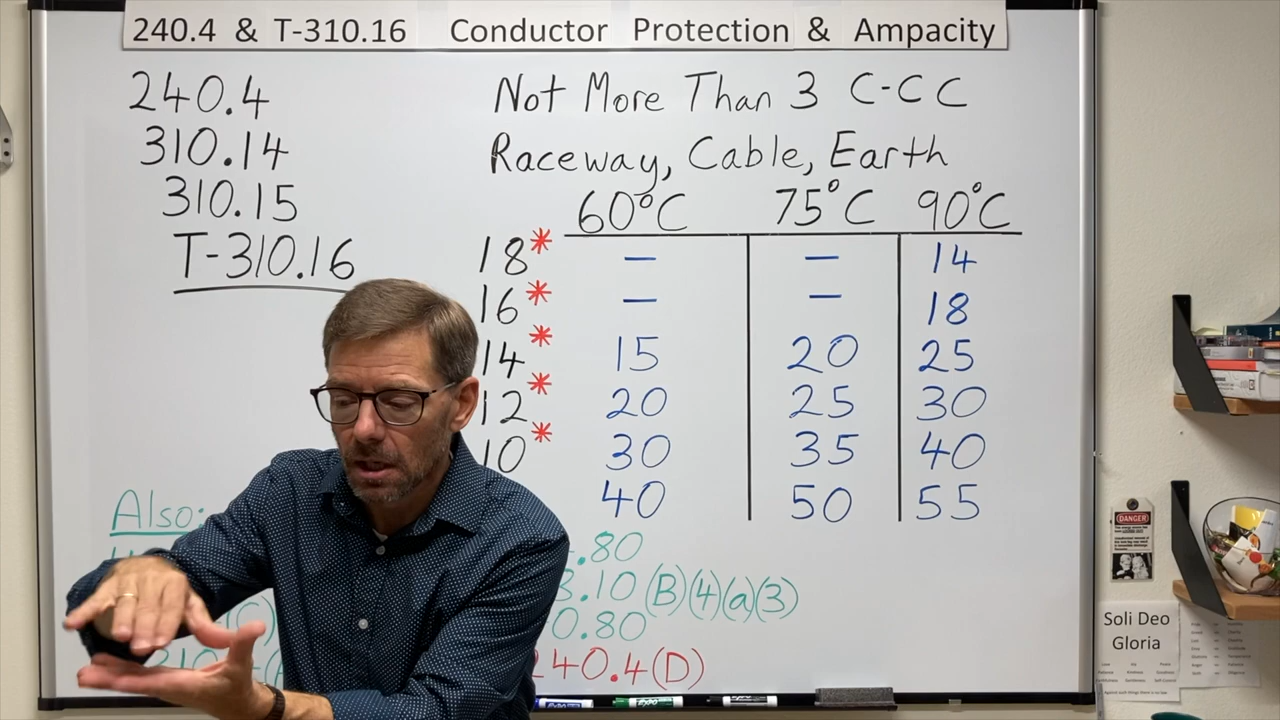 240.4 & T-310.16 Conductor Protection & Ampacity
240.4
310.14
310.15
T-310.16
Not More Than 3 C-CC
Raceway, Cable, Earth
60°C 75°C 90°C
18* — — 14
16* — — 18
14* 15 20 25
12* 20 25 30
10* 30 35 40
40 50 55
Also:
.80
.10(B)(4)(a)(3)
0.80
240.4(D)
DANGER
Soli Deo
Gloria
EXPO